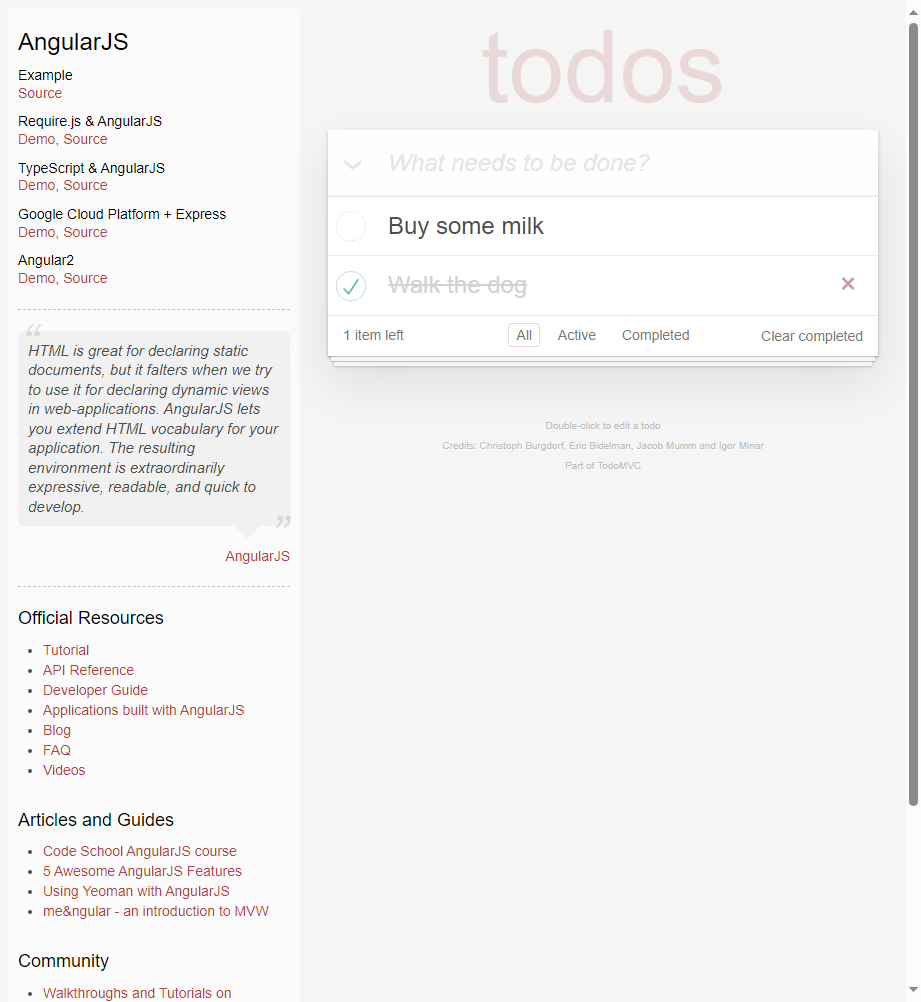 AngularJS
Example
Source
Require.js & AngularJS
Demo, Source
TypeScript & AngularJS
Demo, Source
Google Cloud Platform + Express
Demo, Source
Angular2
Demo, Source
“
HTML is great for declaring static
documents, but it falters when we try
to use it for declaring dynamic views
in web-applications. AngularJS lets
you extend HTML vocabulary for your
application. The resulting
environment is extraordinarily
expressive, readable, and quick to
develop.
”
AngularJS
Official Resources
Tutorial
API Reference
Developer Guide
Applications built with AngularJS
Blog
FAQ
Videos
Articles and Guides
Code School AngularJS course
5 Awesome AngularJS Features
Using Yeoman with AngularJS
me&ngular - an introduction to MVW
Community
Walkthroughs and Tutorials on
todos
What needs to be done?
Buy some milk
Walk the dog
1 item left All Active Completed Clear completed
Double-click to edit a todo
Credits: Christoph Burgdorf, Eric Bidelman, Jacob Mumm and Igor Minar
Part of TodoMVC